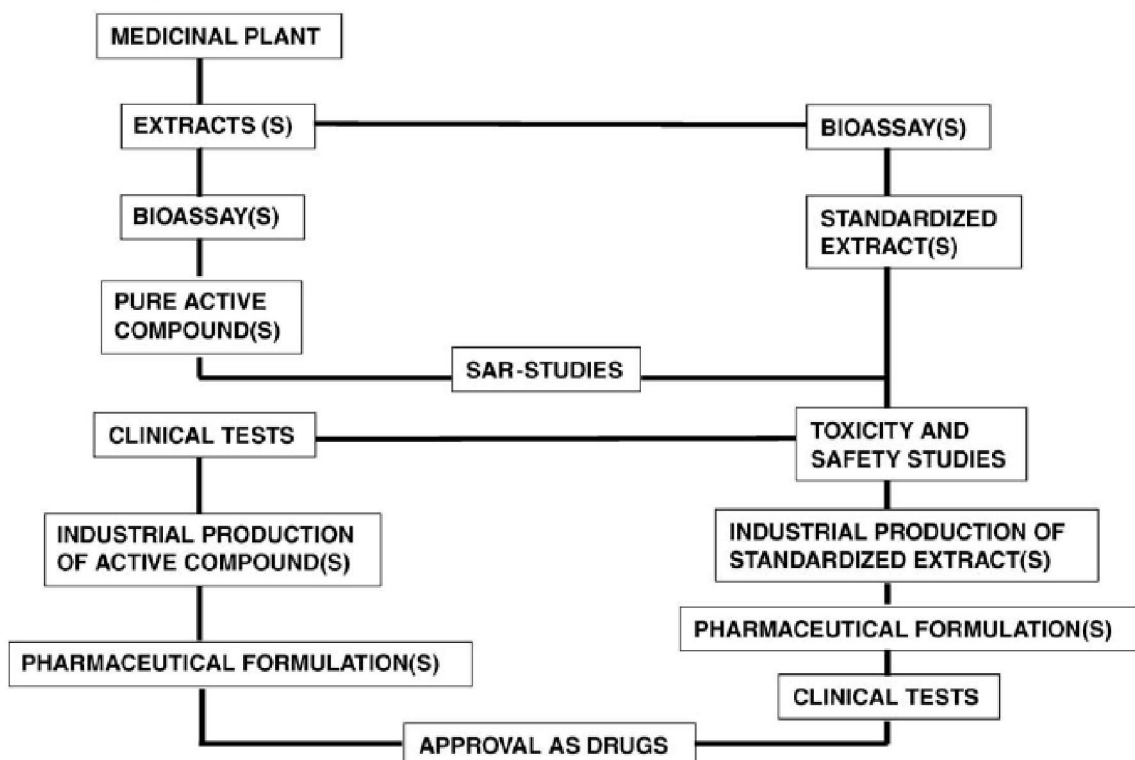 MEDICINAL PLANT
EXTRACTS (S)
BIOASSAY(S)
BIOASSAY(S)
STANDARDIZED
EXTRACT(S)
PURE ACTIVE
COMPOUND(S)
SAR-STUDIES
CLINICAL TESTS
TOXICITY AND
SAFETY STUDIES
INDUSTRIAL PRODUCTION
OF ACTIVE COMPOUND(S)
INDUSTRIAL PRODUCTION OF
STANDARDIZED EXTRACT(S)
PHARMACEUTICAL FORMULATION(S)
PHARMACEUTICAL FORMULATION(S)
CLINICAL TESTS
APPROVAL AS DRUGS